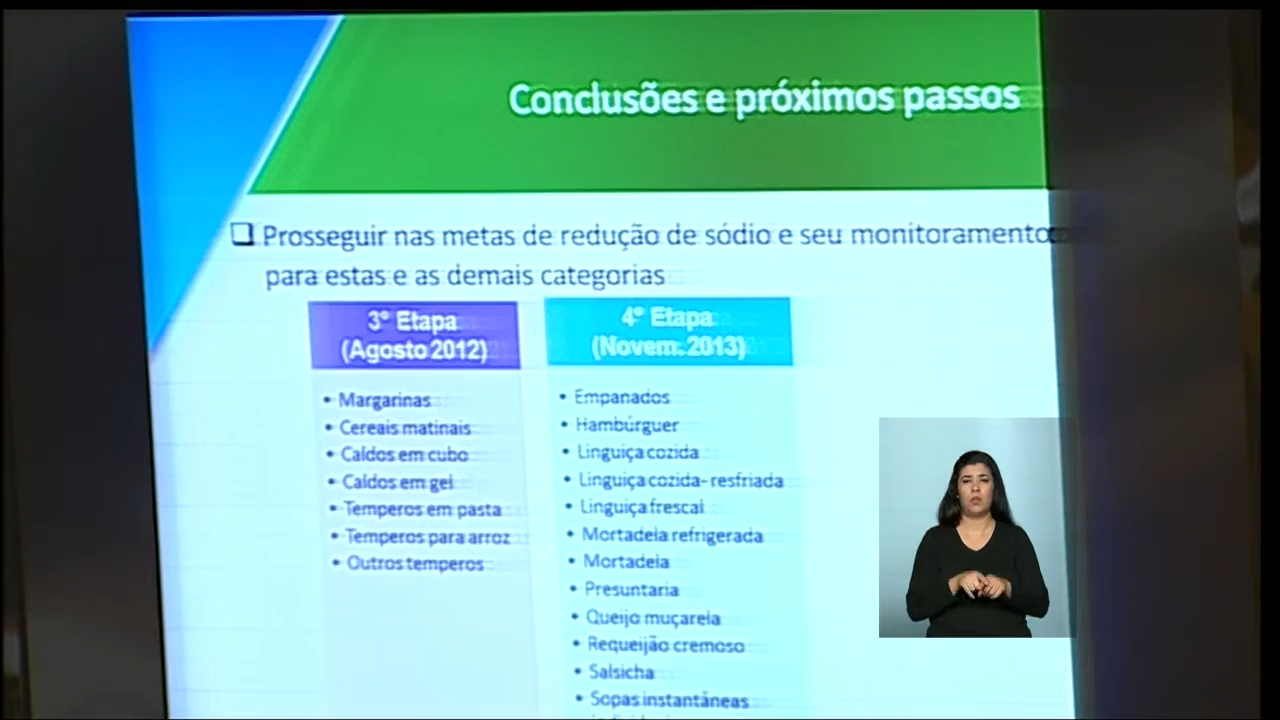 Conclusões e próximos passos
❑ Prosseguir nas metas de redução de sódio e seu monitoramento
para estas e as demais categorias
3° Etapa
(Agosto 2012)
• Margarinas
• Cereais matinais
• Caldos em cubo
• Caldos em gel
• Temperos em pasta
• Temperos para arroz
• Outros temperos
4° Etapa
(Novem. 2013)
• Empanados
• Hambúrguer
• Linguiça cozida
• Linguiça cozida- resfriada
• Linguiça frescal
• Mortadela refrigerada
• Mortadela
• Presuntaria
• Queijo muçarela
• Requeijão cremoso
• Salsicha
• Sopas instantâneas